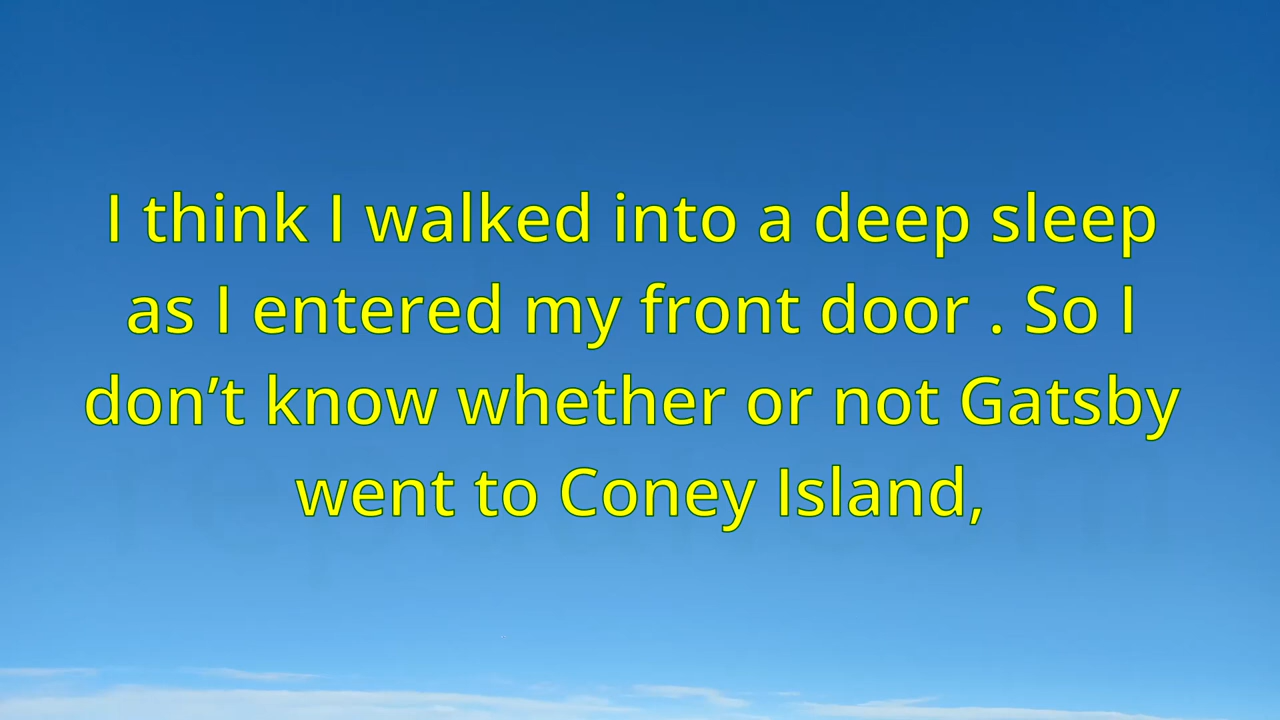 I think I walked into a deep sleep
as I entered my front door . So I
don’t know whether or not Gatsby
went to Coney Island,